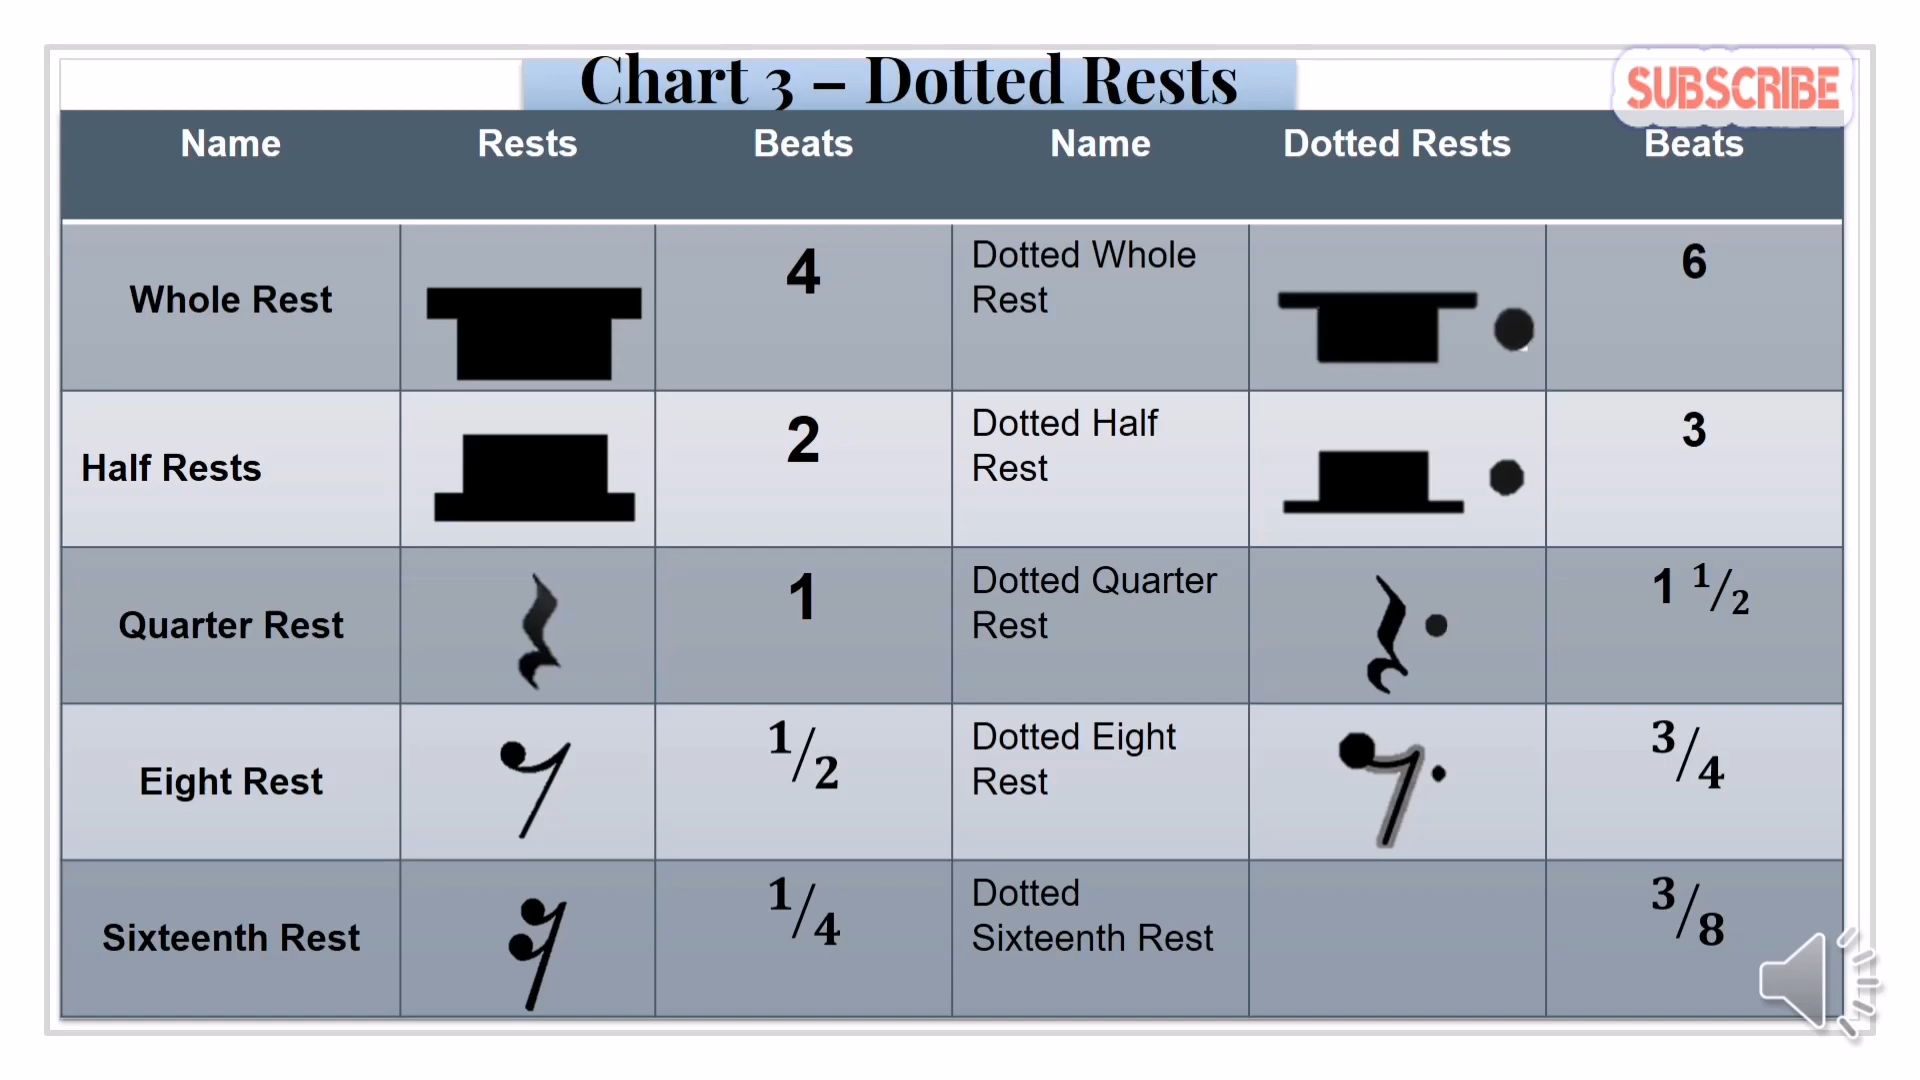 Chart 3 – Dotted Rests
SUBSCRIBE
Name Rests Beats Name Dotted Rests Beats
Whole Rest 4 Dotted Whole Rest 6
Half Rests 2 Dotted Half Rest 3
Quarter Rest 1 Dotted Quarter Rest 1 1/2
Eight Rest 1/2 Dotted Eight Rest 3/4
Sixteenth Rest 1/4 Dotted Sixteenth Rest 3/8